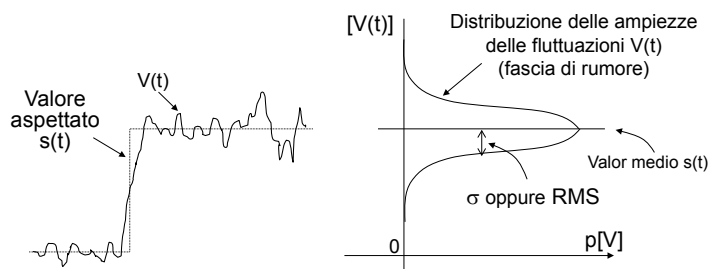 V(t)
Valore
aspettato
s(t)
[V(t)]
Distribuzione delle ampiezze
delle fluttuazioni V(t)
(fascia di rumore)
Valor medio s(t)
σ oppure RMS
0
p[V]